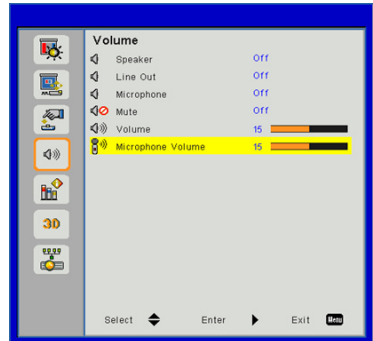 Volume
Speaker Off
Line Out Off
Microphone Off
Mute Off
Volume 15
Microphone Volume 15
3D
Select Enter Exit Menu